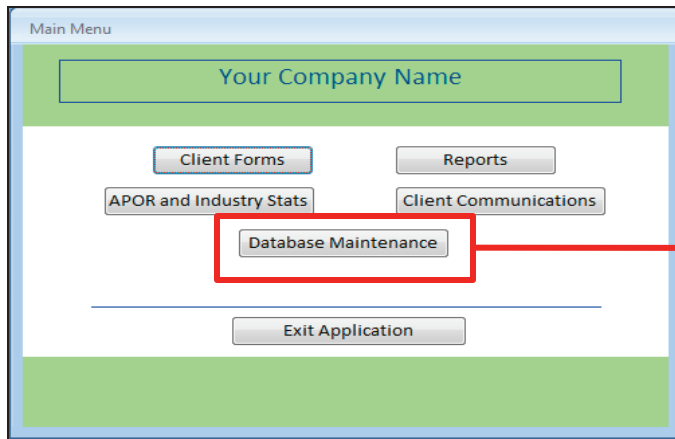 Main Menu
Your Company Name
Client Forms
Reports
APOR and Industry Stats
Client Communications
Database Maintenance
Exit Application